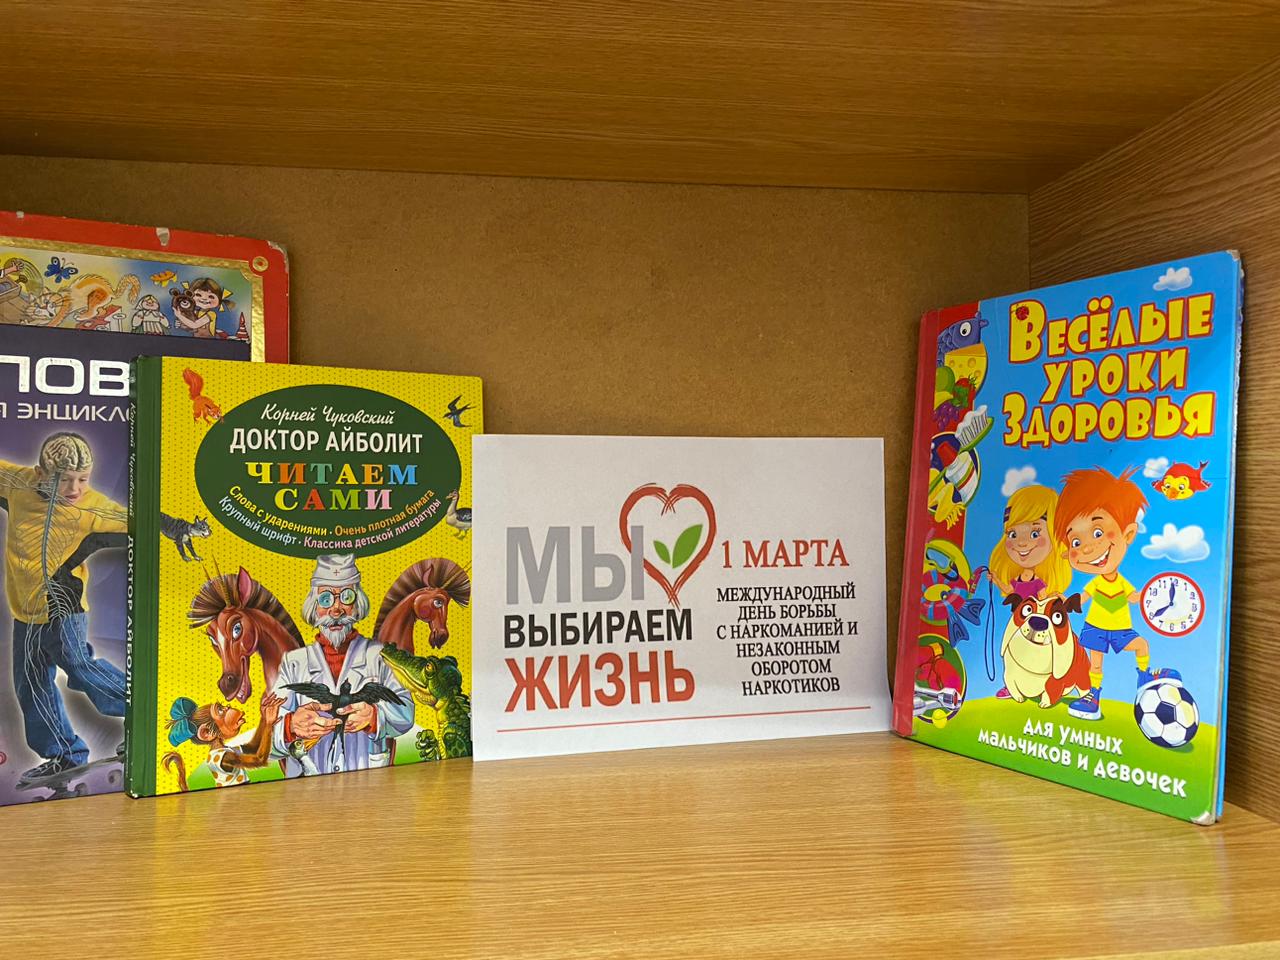 Корней Чуковский
ДОКТОР АЙБОЛИТ
ЧИТАЕМ
САМИ
Слова с ударениями • Очень плотная бумага
Крупный шрифт • Классика детской литературы
Корней Чуковский ДОКТОР АЙБОЛИТ
МЫ
ВЫБИРАЕМ
ЖИЗНЬ
1 МАРТА
МЕЖДУНАРОДНЫЙ
ДЕНЬ БОРЬБЫ
С НАРКОМАНИЕЙ И
НЕЗАКОННЫМ
ОБОРОТОМ
НАРКОТИКОВ
ВЕСЁЛЫЕ
УРОКИ
ЗДОРОВЬЯ
для умных
мальчиков и девочек